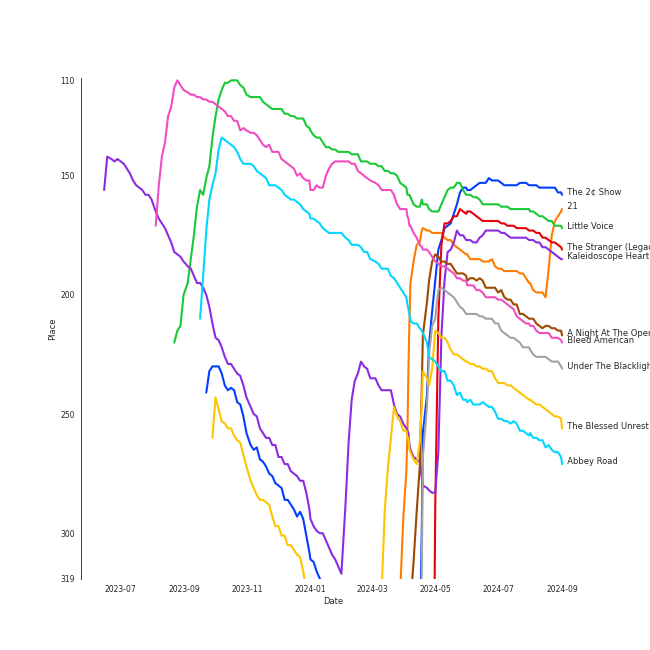 110
150
200
250
300
319
Place
2023-07
2023-09
2023-11
2024-01
2024-03
2024-05
2024-07
2024-09
Date
The 2¢ Show
21
Little Voice
The Stranger (Legac
Kaleidoscope Heart
A Night At The Oper
Bleed American
Under The Blackligh
The Blessed Unrest
Abbey Road